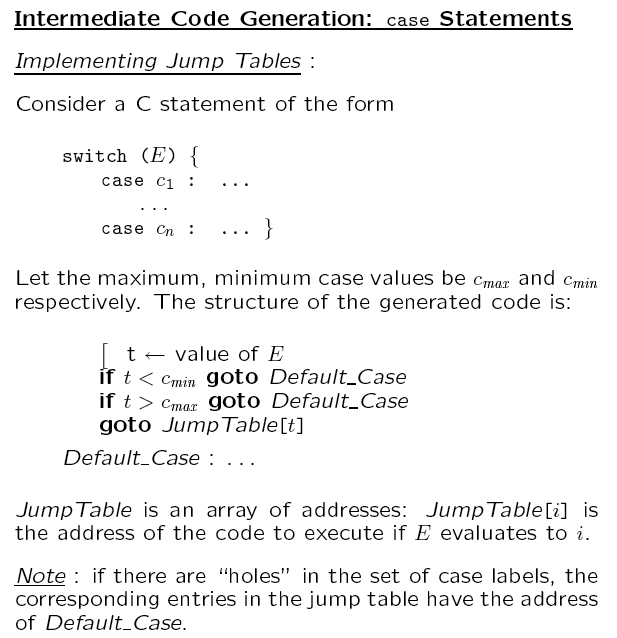 Intermediate Code Generation: case Statements
Implementing Jump Tables :
Consider a C statement of the form
switch (E) {
case c1 : ...
...
case cn : ... }
Let the maximum, minimum case values be cmax and cmin
respectively. The structure of the generated code is:
[ t ← value of E
if t < cmin goto Default_Case
if t > cmax goto Default_Case
goto JumpTable[t]
Default_Case : ...
JumpTable is an array of addresses: JumpTable[i] is
the address of the code to execute if E evaluates to i.
Note : if there are “holes” in the set of case labels, the
corresponding entries in the jump table have the address
of Default_Case.